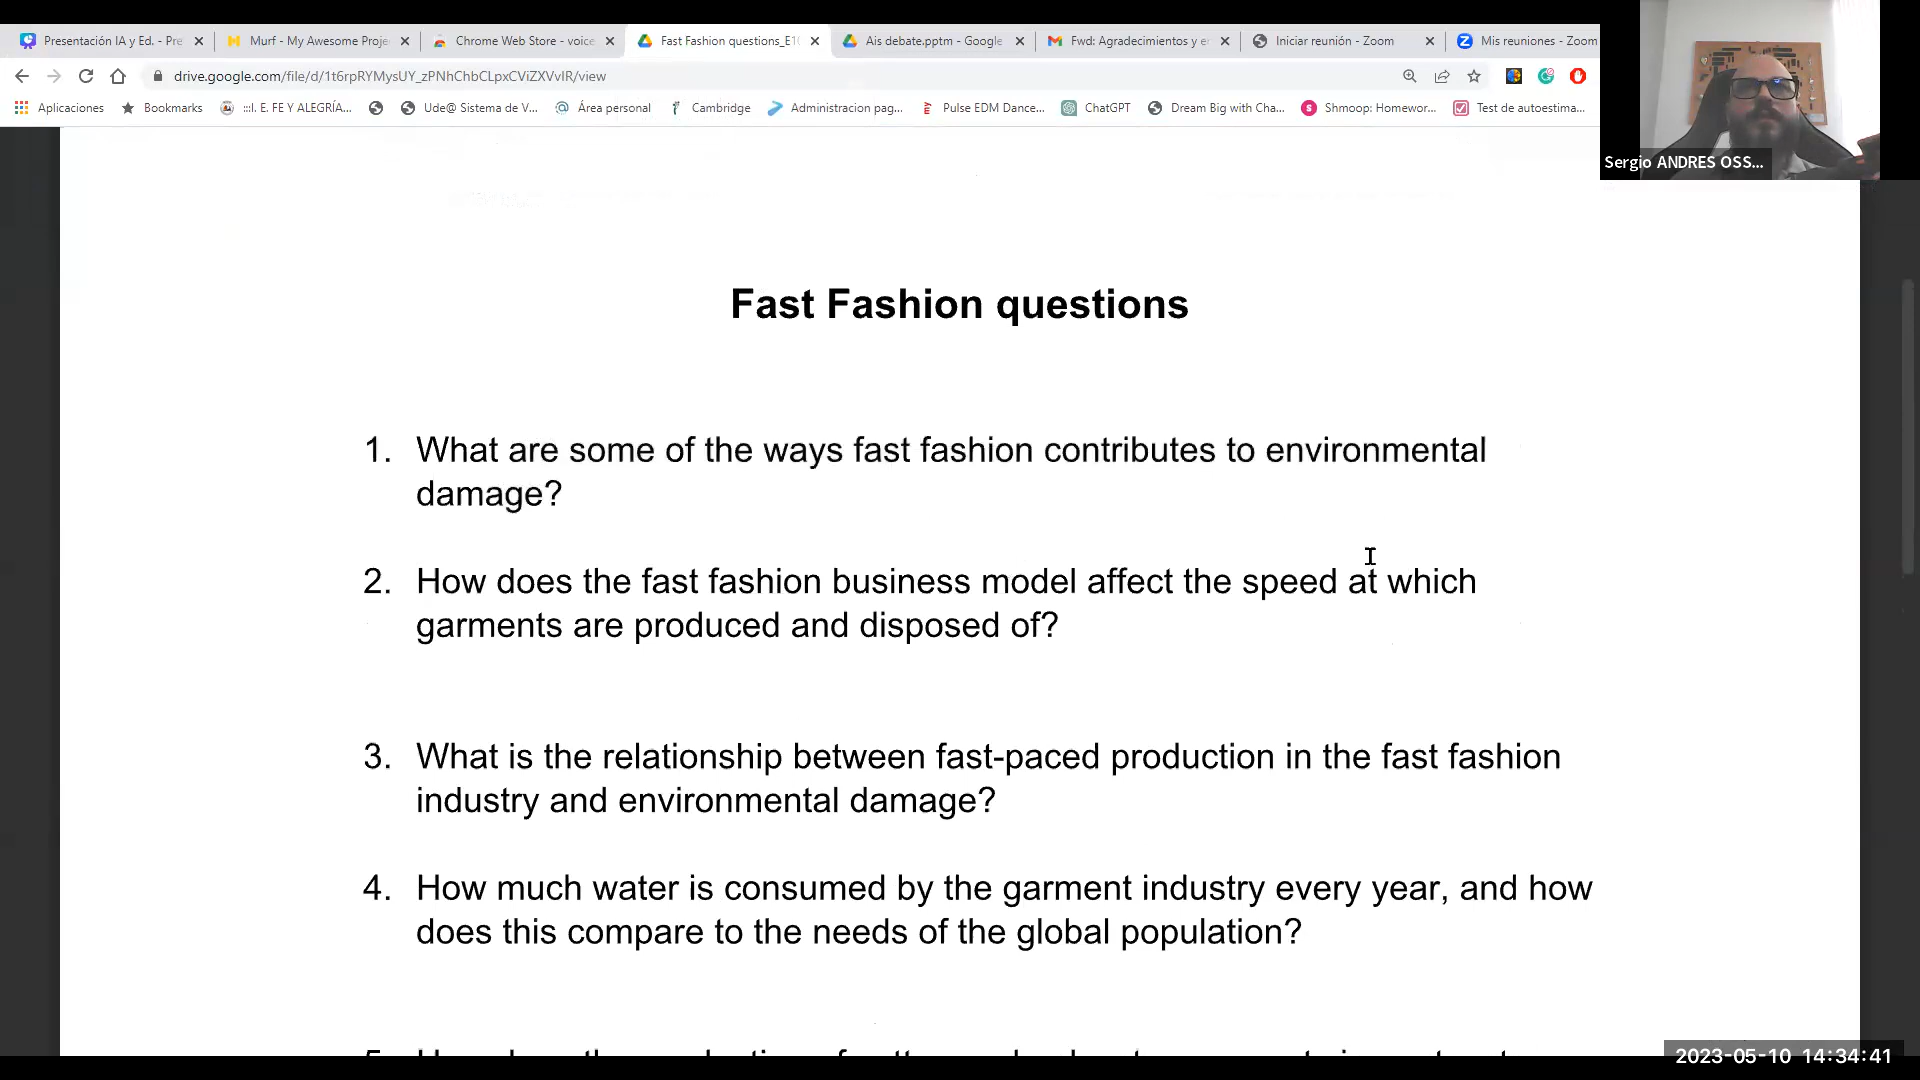 Presentación IA y Ed. - Pre
Murf - My Awesome Proje
Chrome Web Store - voice
Fast Fashion questions_E10
Ais debate.pptm - Google
Fwd: Agradecimientos y en
Iniciar reunión - Zoom
Mis reuniones - Zoom
drive.google.com/file/d/1t6rpRYMysUY_zPNhChbCLpxCViZXVvIR/view
Aplicaciones
Bookmarks
:::I. E. FE Y ALEGRÍA...
Ude@ Sistema de V...
Área personal
Cambridge
Administracion pag...
Pulse EDM Dance...
ChatGPT
Dream Big with Cha...
Shmoop: Homewor...
Test de autoestima...
Sergio ANDRES OSS...
Fast Fashion questions
1. What are some of the ways fast fashion contributes to environmental
damage?
2. How does the fast fashion business model affect the speed at which
garments are produced and disposed of?
3. What is the relationship between fast-paced production in the fast fashion
industry and environmental damage?
4. How much water is consumed by the garment industry every year, and how
does this compare to the needs of the global population?
2023-05-10 14:34:41